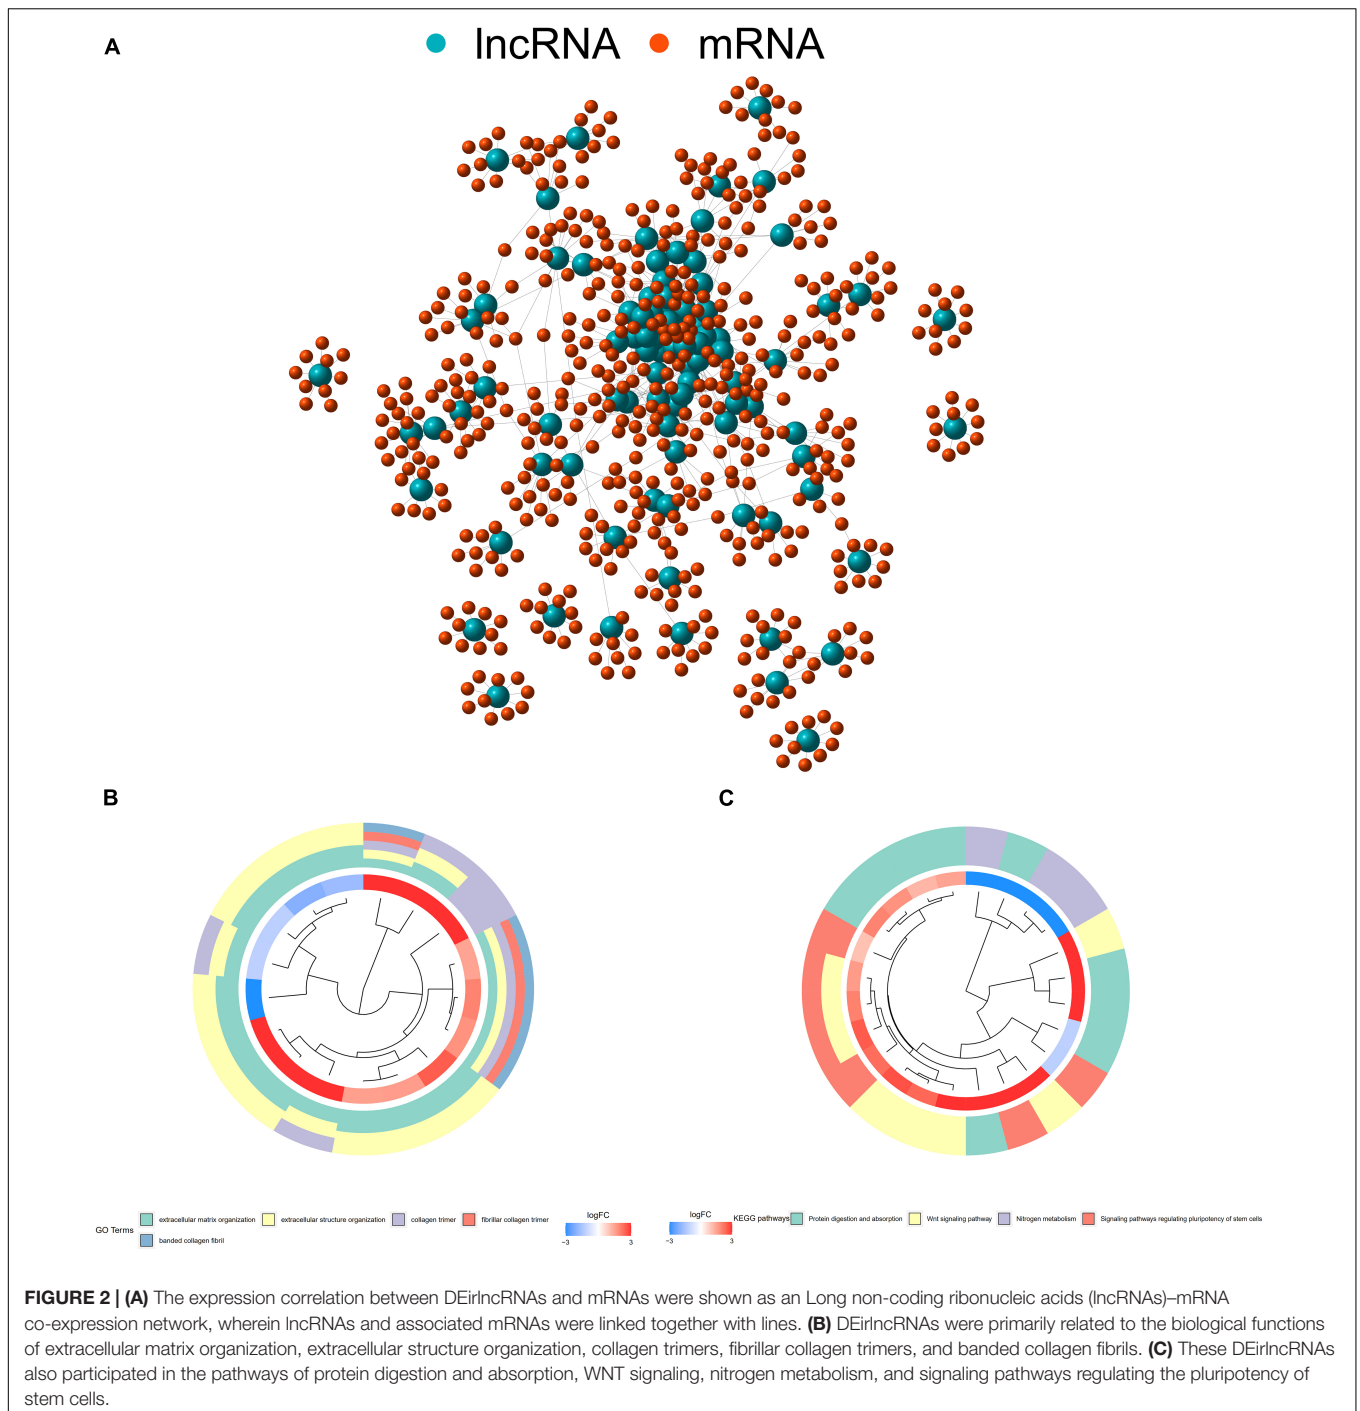 A
lncRNA mRNA
B
C
GO Terms extracellular matrix organization extracellular structure organization collagen trimer fibrillar collagen trimer
banded collagen fibril
logFC
−3 3
logFC
−3 3
KEGG pathways Protein digestion and absorption Wnt signaling pathway Nitrogen metabolism Signaling pathways regulating pluripotency of stem cells
FIGURE 2 | (A) The expression correlation between DEirlncRNAs and mRNAs were shown as an Long non-coding ribonucleic acids (lncRNAs)–mRNA
co-expression network, wherein lncRNAs and associated mRNAs were linked together with lines. (B) DEirlncRNAs were primarily related to the biological functions
of extracellular matrix organization, extracellular structure organization, collagen trimers, fibrillar collagen trimers, and banded collagen fibrils. (C) These DEirlncRNAs
also participated in the pathways of protein digestion and absorption, WNT signaling, nitrogen metabolism, and signaling pathways regulating the pluripotency of
stem cells.